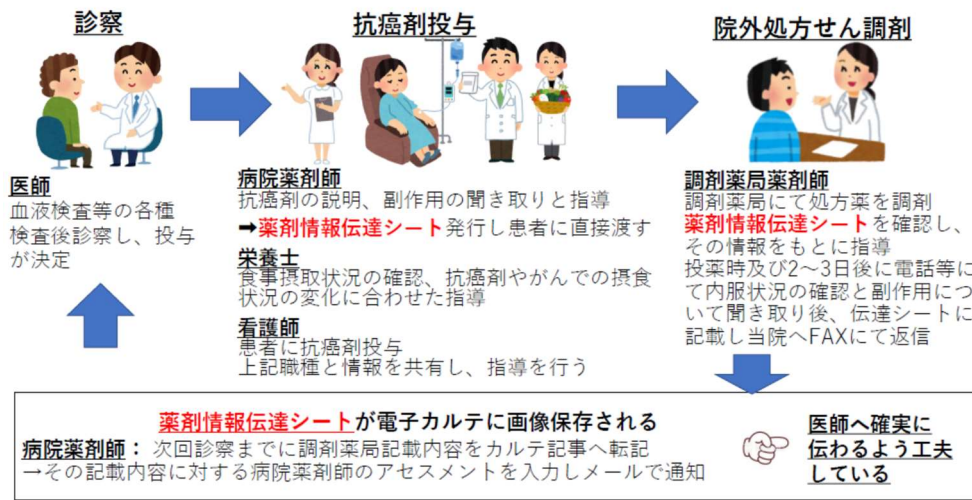 診察
抗癌剤投与
院外処方せん調剤
医師
血液検査等の各種
検査後診察し、投与
が決定
病院薬剤師
抗癌剤の説明、副作用の聞き取りと指導
➡薬剤情報伝達シート発行し患者に直接渡す
栄養士
食事摂取状況の確認、抗癌剤やがんでの摂食
状況の変化に合わせた指導
看護師
患者に抗癌剤投与
上記職種と情報を共有し、指導を行う
調剤薬局薬剤師
調剤薬局にて処方薬を調剤
薬剤情報伝達シートを確認し、
その情報をもとに指導
投薬時及び2～3日後に電話等に
て内服状況の確認と副作用につ
いて聞き取り後、伝達シートに
記載し当院へFAXにて返信
薬剤情報伝達シートが電子カルテに画像保存される
病院薬剤師： 次回診察までに調剤薬局記載内容をカルテ記事へ転記
→その記載内容に対する病院薬剤師のアセスメントを入力しメールで通知
医師へ確実に
伝わるよう工夫
している